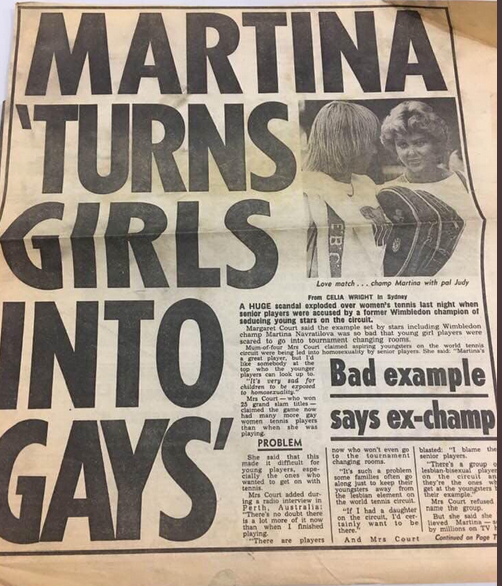 MARTINA
'TURNS
GIRLS
INTO
GAYS'
Love match . . . champ Martina with pal Judy
From CELIA WRIGHT in Sydney
A HUGE scandal exploded over women's tennis last night when
senior players were accused by a former Wimbledon champion of
seducing young stars on the circuit.
Margaret Court said the example set by stars including Wimbledon
champ Martina Navratilova was so bad that young girl players were
scared to go into tournament changing rooms.
Mum-of-four Mrs Court claimed aspiring youngsters on the world tennis
circuit were being led into homosexuality by senior players. She said: "Martina's
a great player, but I'd
like somebody at the
top who the younger
players can look up to.
"It's very sad for
children to be exposed
to homosexuality."
Mrs Court — who won
25 grand slam titles —
claimed the game now
had many more gay
women tennis players
than when she was
playing.
Bad example
says ex-champ
PROBLEM
She said that this
made it difficult for
young players, espe-
cially the ones who
wanted to get on with
tennis.
Mrs Court added dur-
ing a radio interview in
Perth, Australia:
"There's no doubt there
is a lot more of it now
than when I finished
playing.
"There are players
now who won't even go
to the tournament
changing rooms.
"It's such a problem
some families often go
along just to keep their
youngsters away from
the lesbian element on
the world tennis circuit.
"If I had a daughter
on the circuit, I'd cer-
tainly want to be
there."
And Mrs Court
blasted: "I blame the
senior players.
"There's a group o
lesbian-bisexual player
on the circuit an
they're the ones wh
get at the youngsters b
their example."
Mrs Court refused
name the group.
But she said she
lieved Martina —
by millions on TV
Continued on Page